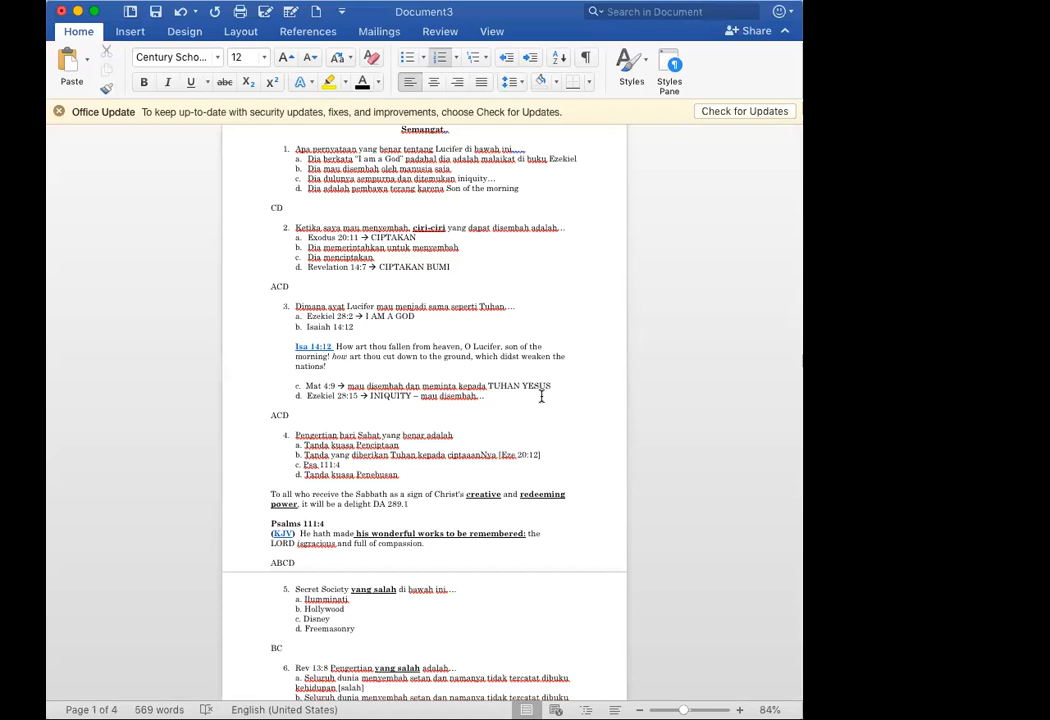 Document3
Search in Document
Home Insert Design Layout References Mailings Review View Share
Paste
Century Scho... 12
Styles
Styles Pane
Office Update To keep up-to-date with security updates, fixes, and improvements, choose Check for Updates. Check for Updates
Semangat..
1. Apa pernyataan yang benar tentang Lucifer di bawah ini.....
a. Dia berkata "I am a God" padahal dia adalah malaikat di buku Ezekiel
b. Dia mau disembah oleh manusia saja
c. Dia dulunya sempurna dan ditemukan iniquity...
d. Dia adalah pembawa terang karena Son of the morning
CD
2. Ketika saya mau menyembah, ciri-ciri yang dapat disembah adalah...
a. Exodus 20:11 → CIPTAKAN
b. Dia memerintahkan untuk menyembah
c. Dia menciptakan
d. Revelation 14:7 → CIPTAKAN BUMI
ACD
3. Dimana ayat Lucifer mau menjadi sama seperti Tuhan....
a. Ezekiel 28:2 → I AM A GOD
b. Isaiah 14:12
Isa 14:12 How art thou fallen from heaven, O Lucifer, son of the
morning! how art thou cut down to the ground, which didst weaken the
nations!
c. Mat 4:9 → mau disembah dan meminta kepada TUHAN YESUS
d. Ezekiel 28:15 → INIQUITY – mau disembah...
ACD
4. Pengertian hari Sabat yang benar adalah
a. Tanda kuasa Penciptaan
b. Tanda yang diberikan Tuhan kepada ciptaaanNya [Eze 20:12]
c. Psa 111:4
d. Tanda kuasa Penebusan
To all who receive the Sabbath as a sign of Christ's creative and redeeming
power, it will be a delight DA 289.1
Psalms 111:4
(KJV) He hath made his wonderful works to be remembered: the
LORD isgracious and full of compassion.
ABCD
5. Secret Society yang salah di bawah ini....
a. Ilumminati
b. Hollywood
c. Disney
d. Freemasonry
BC
6. Rev 13:8 Pengertian yang salah adalah...
a. Seluruh dunia menyembah setan dan namanya tidak tercatat dibuku
kehidupan [salah]
b. Seluruh dunia menyembah setan dan namanya tidak tercatat dibuku
Page 1 of 4 569 words English (United States) 84%